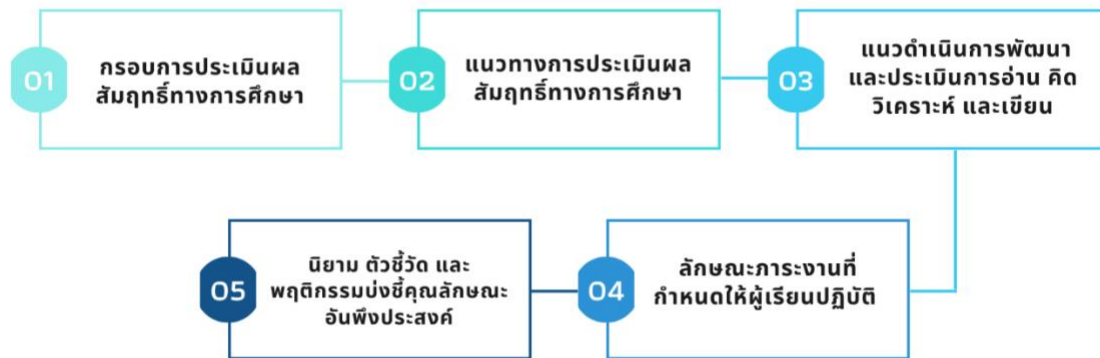 01
กรอบการประเมินผล
สัมฤทธิ์ทางการศึกษา
02
แนวทางการประเมินผล
สัมฤทธิ์ทางการศึกษา
03
แนวดำเนินการพัฒนา
และประเมินการอ่าน คิด
วิเคราะห์ และเขียน
04
ลักษณะภาระงานที่
กำหนดให้ผู้เรียนปฏิบัติ
05
นิยาม ตัวชี้วัด และ
พฤติกรรมบ่งชี้คุณลักษณะ
อันพึงประสงค์